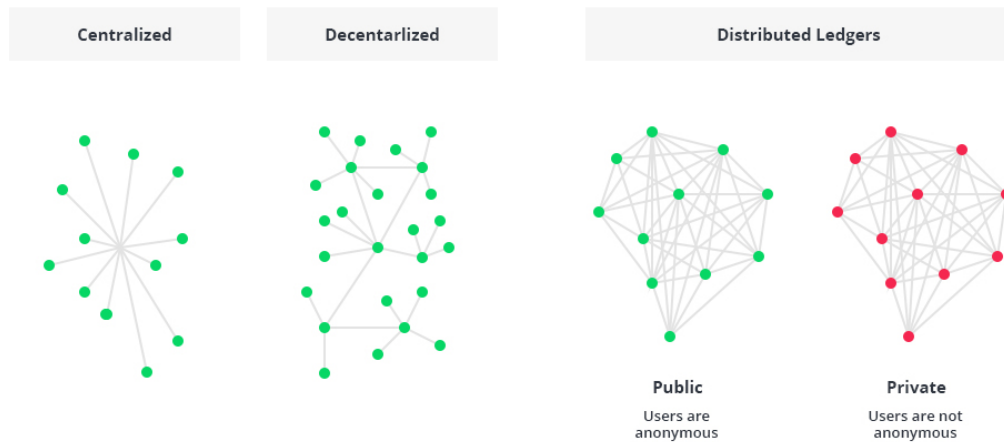 Centralized
Decentarlized
Distributed Ledgers
Public
Users are
anonymous
Private
Users are not
anonymous